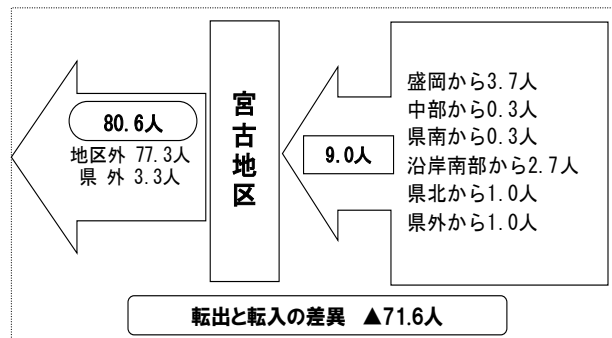 80.6人
地区外 77.3人
県 外 3.3人
宮古地区
9.0人
盛岡から3.7人
中部から0.3人
県南から0.3人
沿岸南部から2.7人
県北から1.0人
県外から1.0人
転出と転入の差異 ▲71.6人